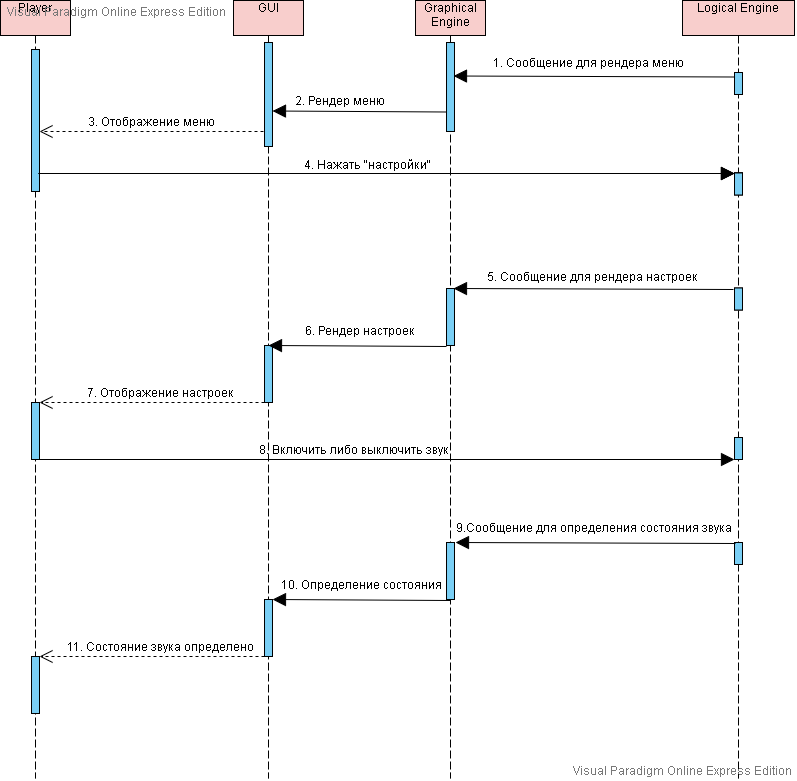 Visual Paradigm Online Express Edition
Player
GUI
Graphical
Engine
Logical Engine
1. Сообщение для рендера меню
2. Рендер меню
3. Отображение меню
4. Нажать "настройки"
5. Сообщение для рендера настроек
6. Рендер настроек
7. Отображение настроек
8. Включить либо выключить звук
9.Сообщение для определения состояния звука
10. Определение состояния
11. Состояние звука определено
Visual Paradigm Online Express Edition